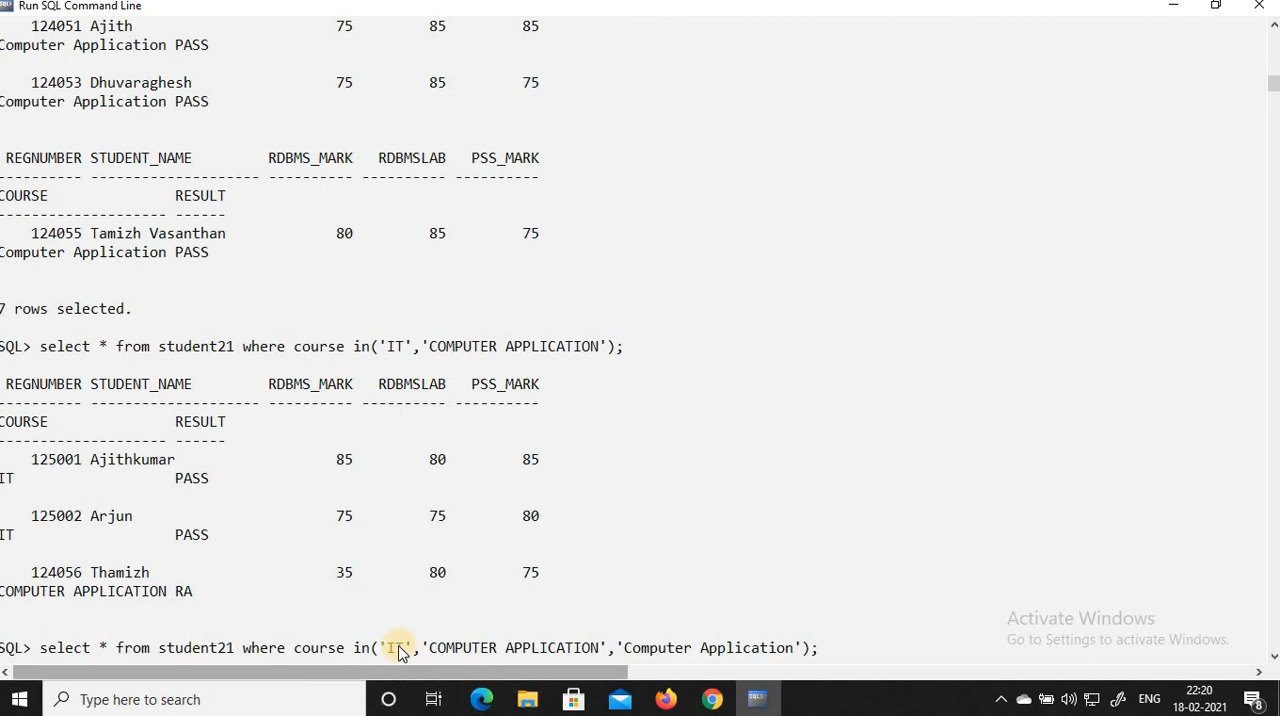 Run SQL Command Line
124051 Ajith 75 85 85
Computer Application PASS
124053 Dhuvaraghesh 75 85 75
Computer Application PASS
REGNUMBER STUDENT_NAME RDBMS_MARK RDBMSLAB PSS_MARK
---------- -------------------- ---------- ---------- ----------
COURSE RESULT
-------------------- ------
124055 Tamizh Vasanthan 80 85 75
Computer Application PASS
7 rows selected.
SQL> select * from student21 where course in('IT','COMPUTER APPLICATION');
REGNUMBER STUDENT_NAME RDBMS_MARK RDBMSLAB PSS_MARK
---------- -------------------- ---------- ---------- ----------
COURSE RESULT
-------------------- ------
125001 Ajithkumar 85 80 85
IT PASS
125002 Arjun 75 75 80
IT PASS
124056 Thamizh 35 80 75
COMPUTER APPLICATION RA
SQL> select * from student21 where course in('IT','COMPUTER APPLICATION','Computer Application');
Activate Windows
Go to Settings to activate Windows.
Type here to search
ENG
22:20
18-02-2021
8